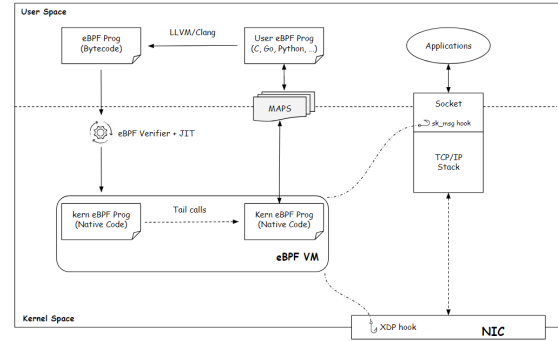 User Space
eBPF Prog
(Bytecode)
LLVM/Clang
User eBPF Prog
(C, Go, Python, ...)
Applications
MAPS
Socket
sk_msg hook
eBPF Verifier + JIT
TCP/IP
Stack
kern eBPF Prog
(Native Code)
Tail calls
Kern eBPF Prog
(Native Code)
eBPF VM
Kernel Space
XDP hook
NIC